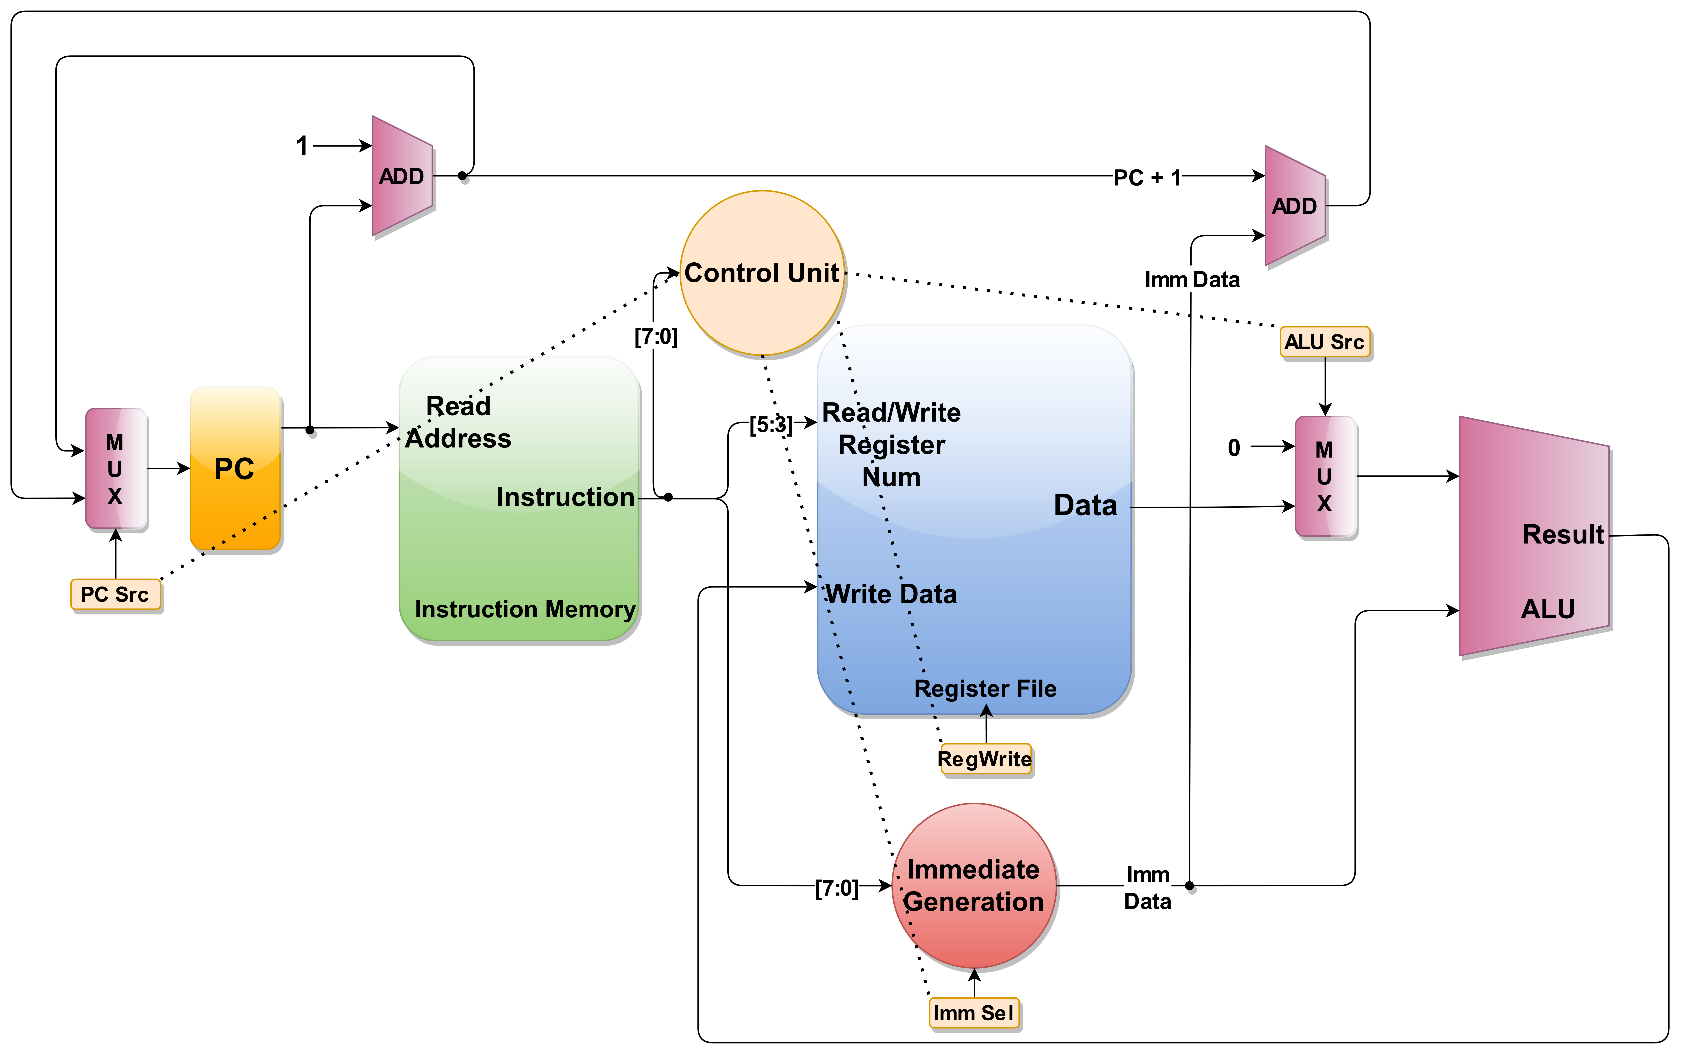 1
ADD
PC + 1
ADD
Control Unit
Imm Data
[7:0]
ALU Src
Read
Address
[5:3]
Read/Write
Register
Num
M
U
X
PC
0
M
U
X
Instruction
Data
Result
PC Src
Instruction Memory
Write Data
ALU
Register File
RegWrite
Immediate
Generation
[7:0]
Imm
Data
Imm Sel